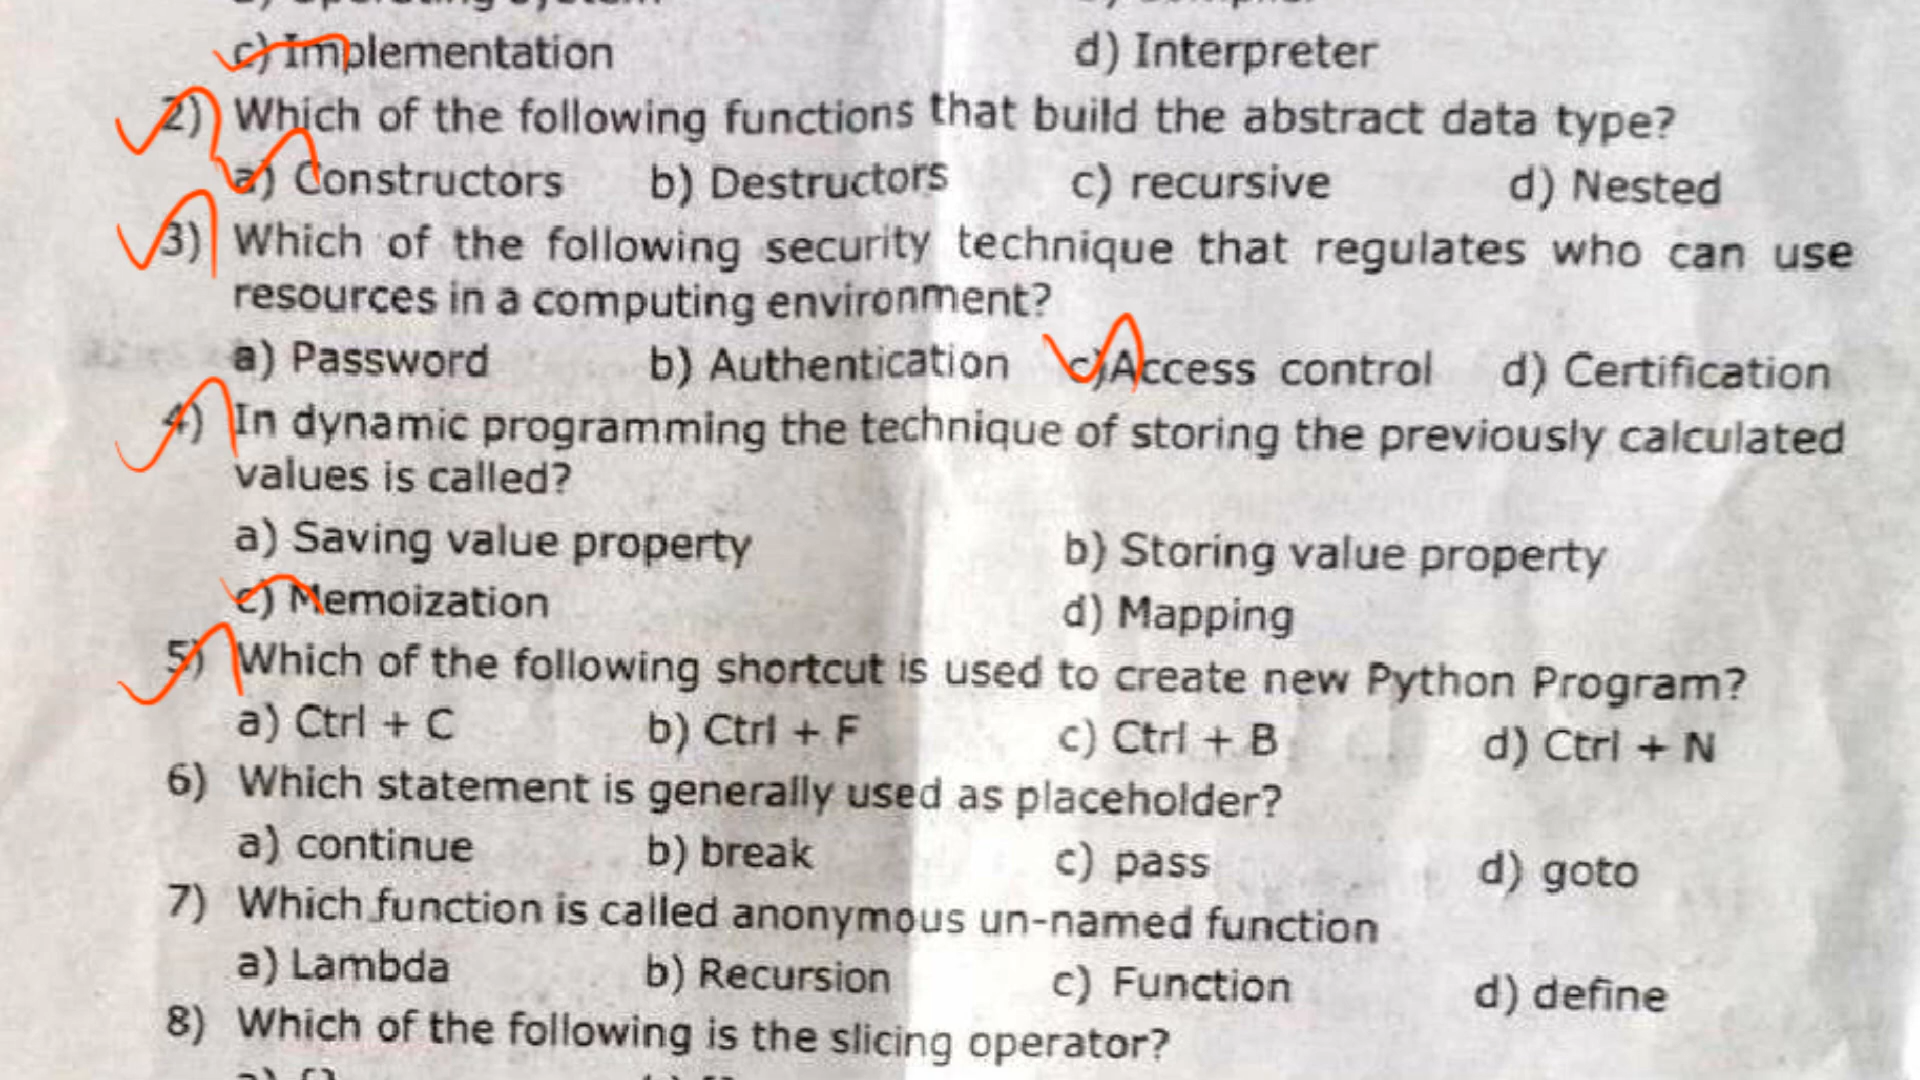 c) Implementation d) Interpreter
2) Which of the following functions that build the abstract data type?
a) Constructors b) Destructors c) recursive d) Nested
3) Which of the following security technique that regulates who can use
resources in a computing environment?
a) Password b) Authentication c) Access control d) Certification
4) In dynamic programming the technique of storing the previously calculated
values is called?
a) Saving value property b) Storing value property
c) Memoization d) Mapping
5) Which of the following shortcut is used to create new Python Program?
a) Ctrl + C b) Ctrl + F c) Ctrl + B d) Ctrl + N
6) Which statement is generally used as placeholder?
a) continue b) break c) pass d) goto
7) Which function is called anonymous un-named function
a) Lambda b) Recursion c) Function d) define
8) Which of the following is the slicing operator?